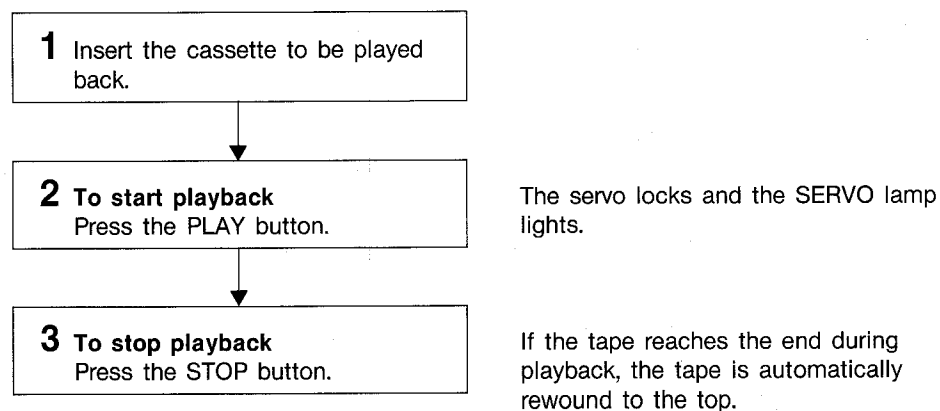 1 Insert the cassette to be played
back.
2 To start playback
Press the PLAY button.
The servo locks and the SERVO lamp
lights.
3 To stop playback
Press the STOP button.
If the tape reaches the end during
playback, the tape is automatically
rewound to the top.